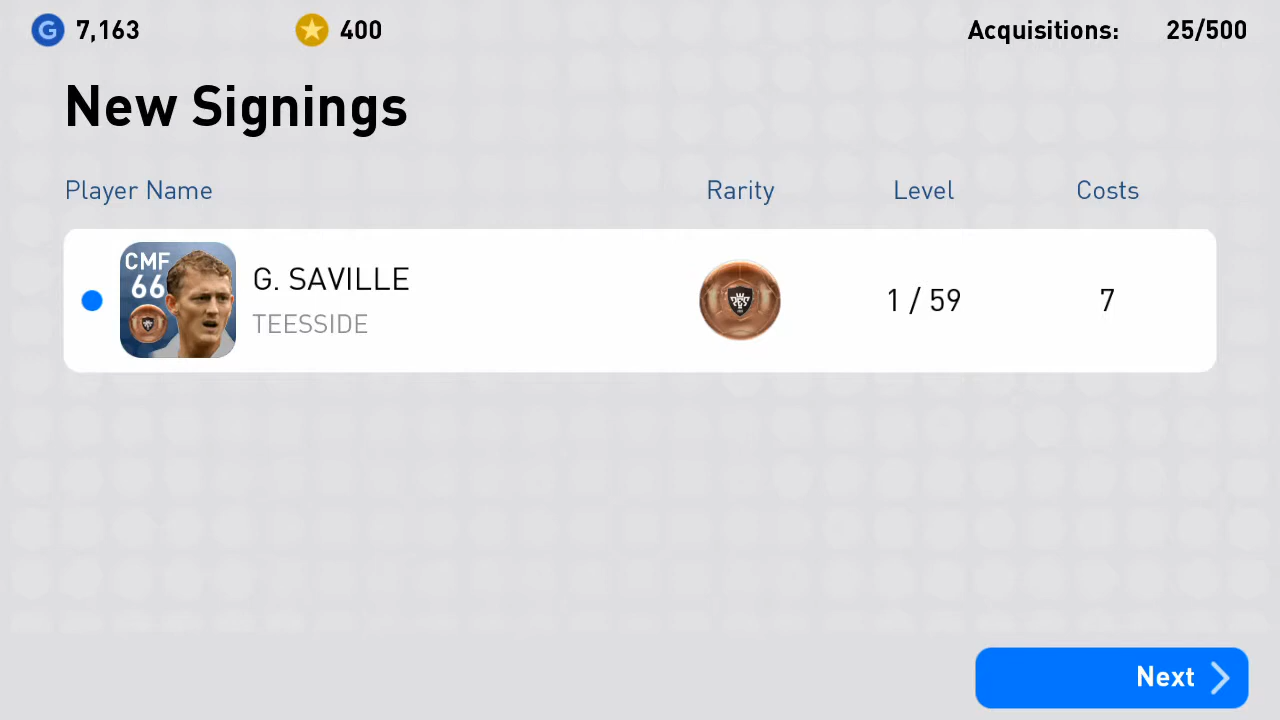 G 7,163 400 Acquisitions: 25/500
New Signings
Player Name Rarity Level Costs
CMF
66
G. SAVILLE
TEESSIDE
1 / 59
7
Next